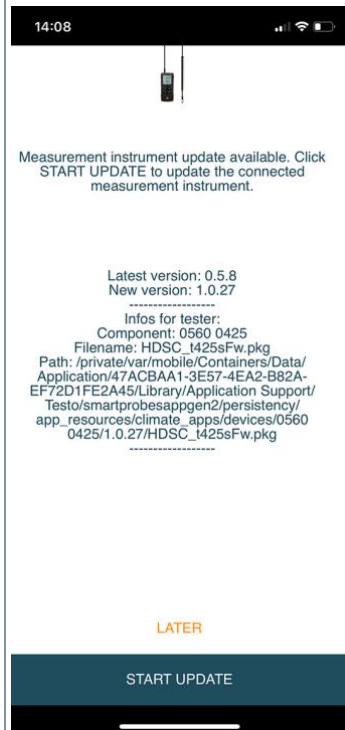 14:08
Measurement instrument update available. Click
START UPDATE to update the connected
measurement instrument.
Latest version: 0.5.8
New version: 1.0.27
------------------
Infos for tester:
Component: 0560 0425
Filename: HDSC_t425sFw.pkg
Path: /private/var/mobile/Containers/Data/
Application/47ACBAA1-3E57-4EA2-B82A-
EF72D1FE2A45/Library/Application Support/
Testo/smartprobesappgen2/persistency/
app_resources/climate_apps/devices/0560
0425/1.0.27/HDSC_t425sFw.pkg
------------------
LATER
START UPDATE